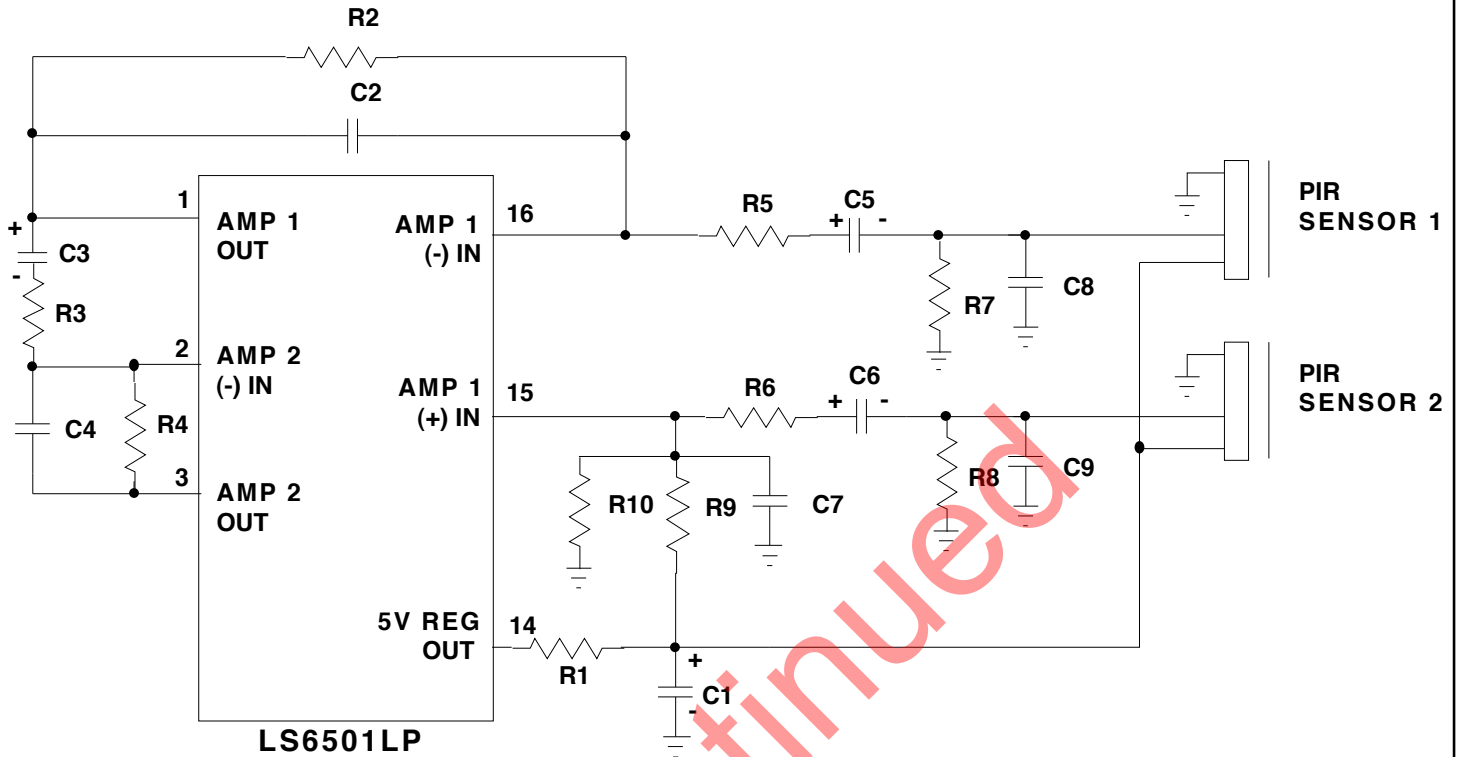 R2
C2
1
AMP 1
OUT
AMP 1
(-) IN
16
R5
C5
+ -
PIR
SENSOR 1
+
C3
-
R3
R7
C8
2
AMP 2
(-) IN
AMP 1
(+) IN
15
R6
C6
+ -
PIR
SENSOR 2
C4
R4
3
AMP 2
OUT
R10
R9
C7
R8
C9
5V REG
OUT
14
R1
+
C1
-
LS6501LP
tinued